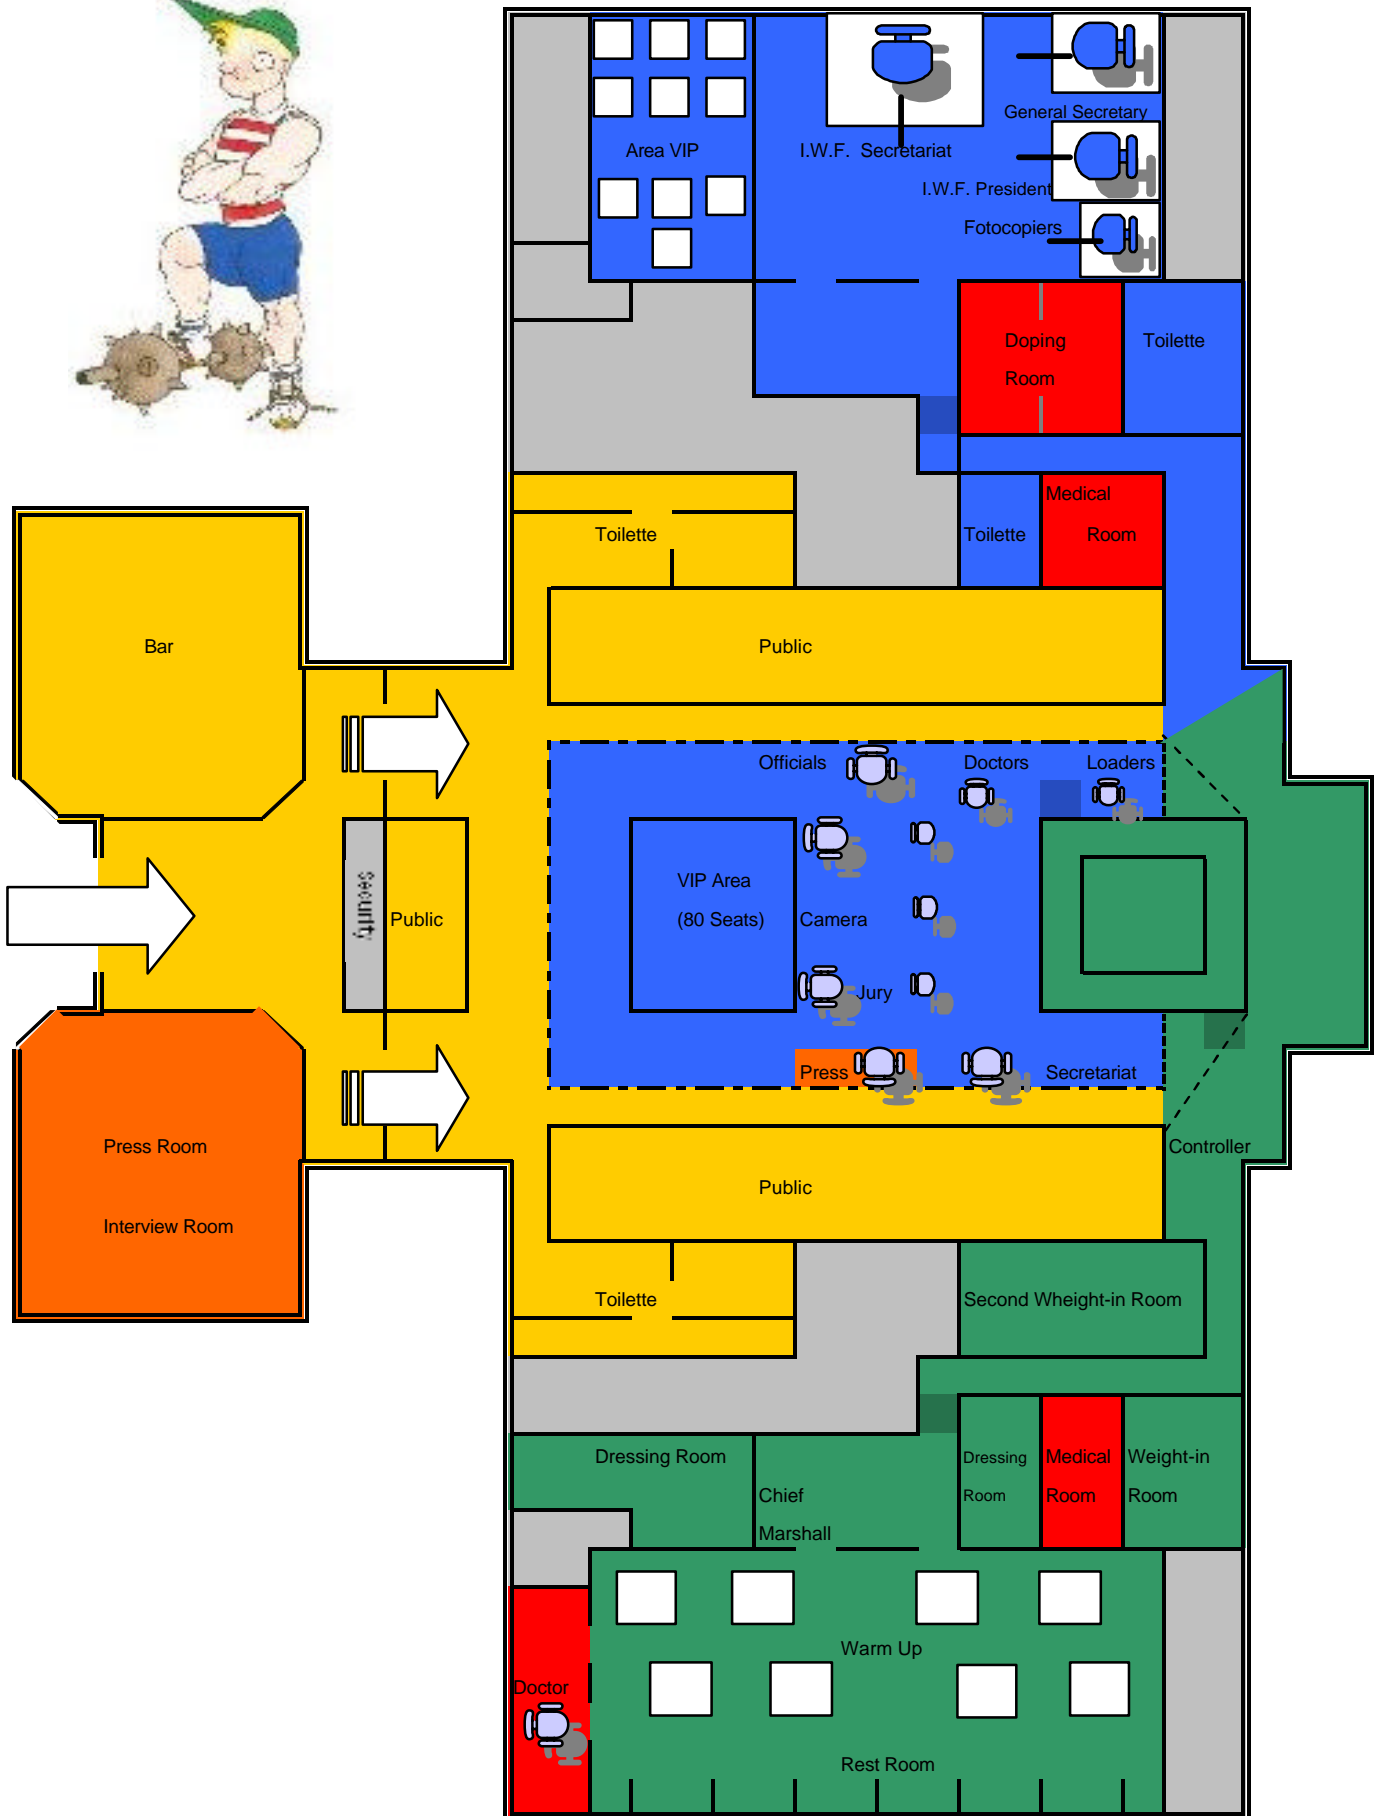 General Secretary
Area VIP
I.W.F. Secretariat
I.W.F. President
Fotocopiers
Doping
Room
Toilette
Medical
Room
Toilette
Toilette
Bar
Public
Officials
Doctors
Loaders
VIP Area
(80 Seats)
Camera
Security
Public
Jury
Press
Secretariat
Press Room
Interview Room
Controller
Public
Toilette
Second Wheight-in Room
Dressing Room
Chief
Marshall
Dressing
Room
Medical
Room
Weight-in
Room
Warm Up
Doctor
Rest Room